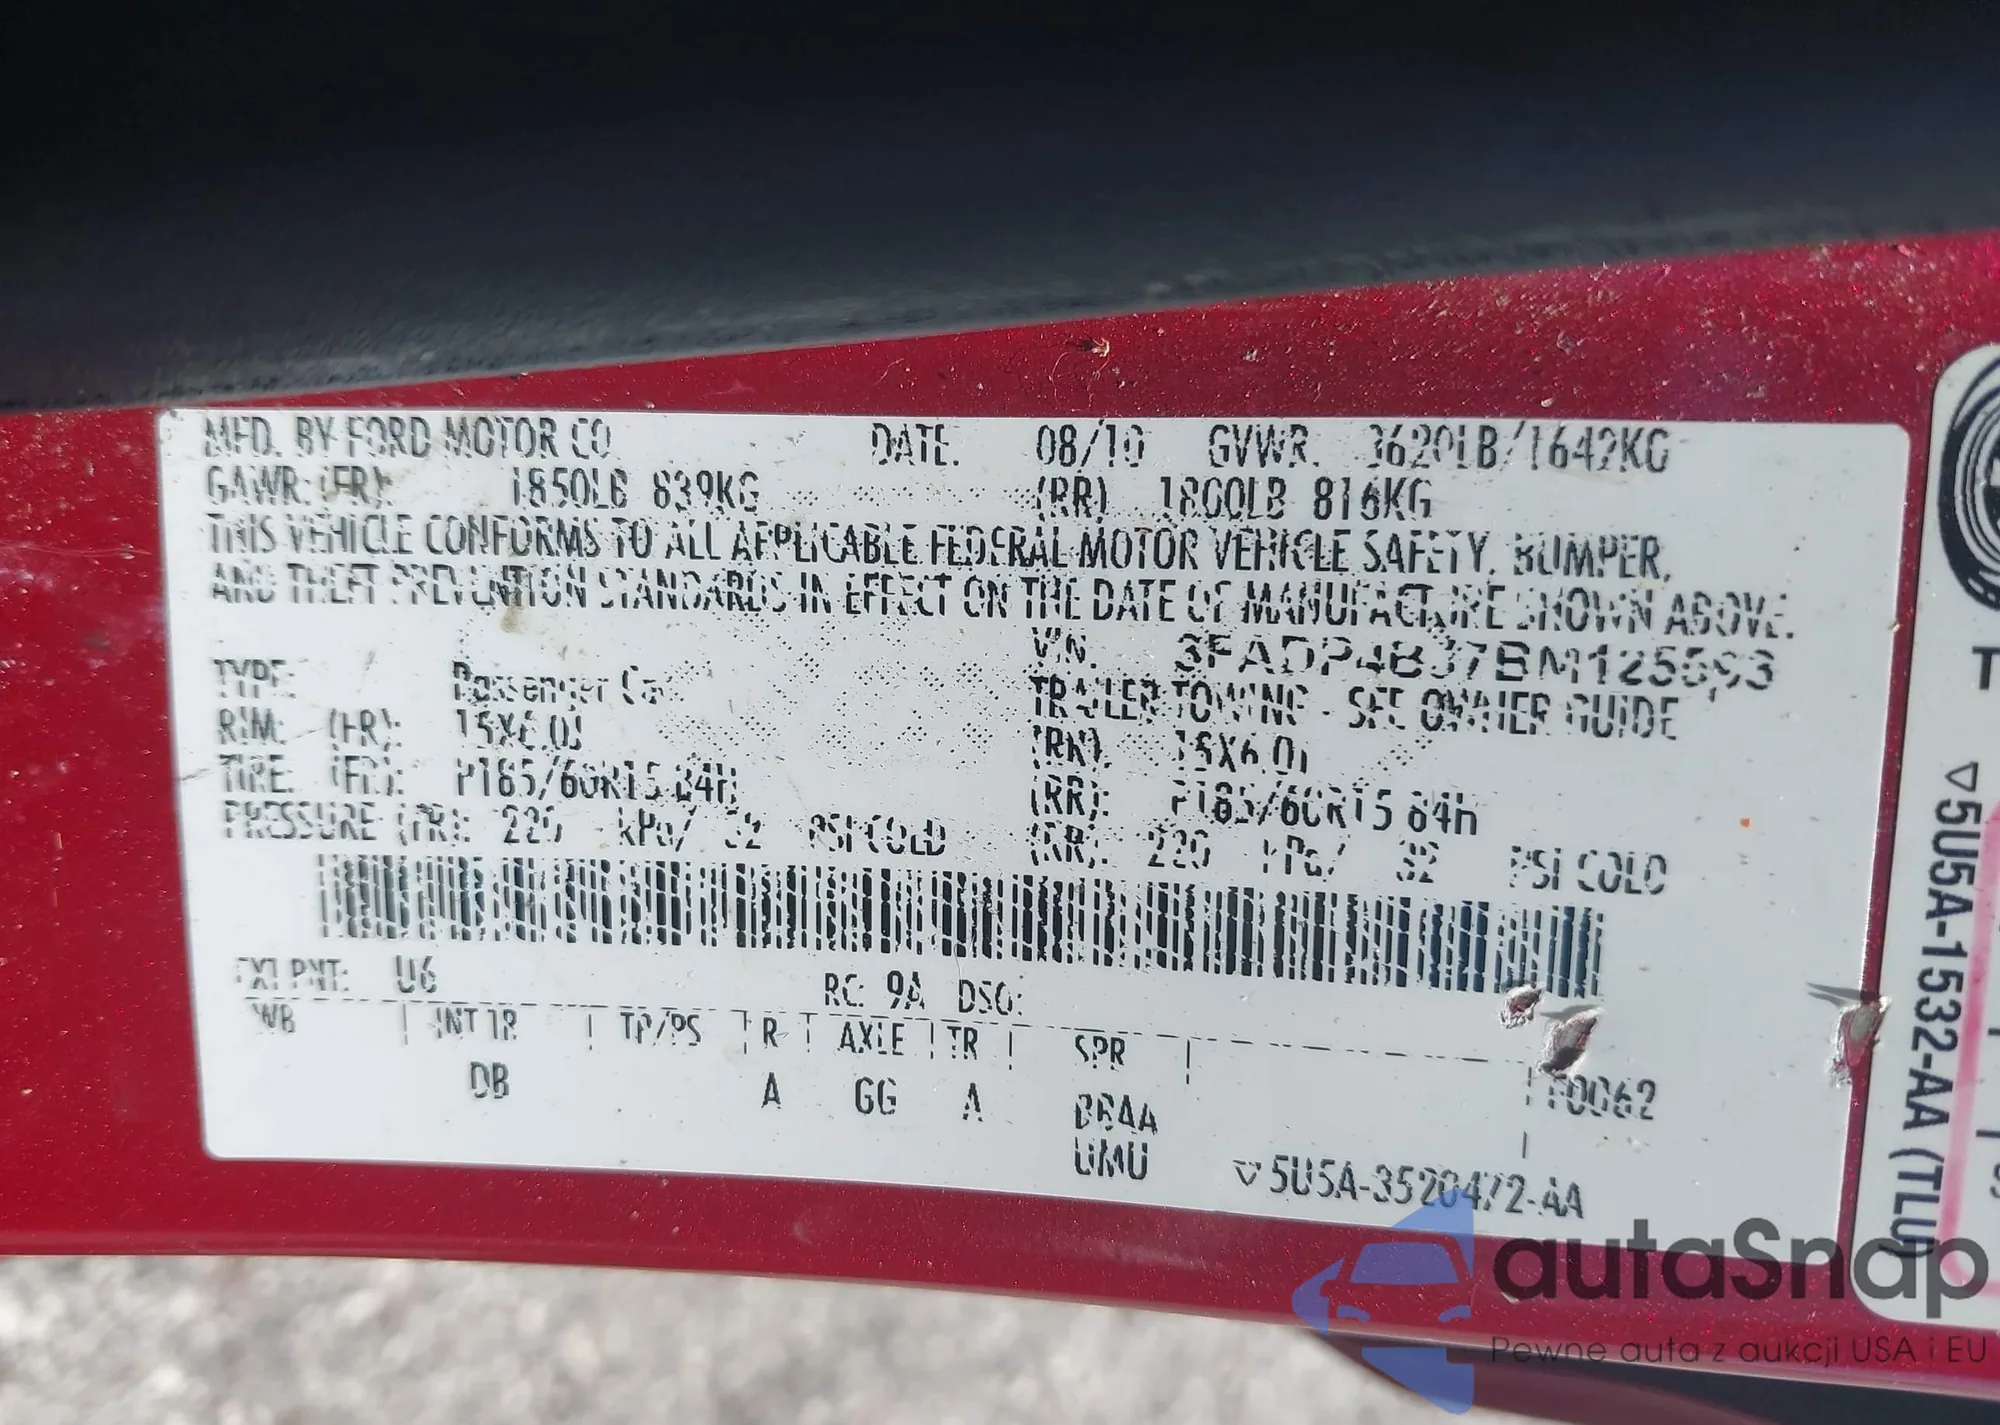 MFD. BY FORD MOTOR CO DATE: 08/10 GVWR: 3620LB/1642KG
GAWR: (FR): 1850LB 839KG (RR) 1800LB 816KG
THIS VEHICLE CONFORMS TO ALL APPLICABLE FEDERAL MOTOR VEHICLE SAFETY, BUMPER,
AND THEFT PREVENTION STANDARDS IN EFFECT ON THE DATE OF MANUFACTURE SHOWN ABOVE.
VIN: 3FADP4BJ7BM125593
TYPE: Passenger Car TRAILER TOWING - SEE OWNER GUIDE
RIM: (FR): 15X6.0J (RR): 15X6.0J
TIRE: (FR): P185/60R15 84H (RR): P185/60R15 84H
PRESSURE (FR): 220 kPa/ 32 PSI COLD (RR): 220 kPa/ 32 PSI COLD
EXT PNT: U6 RC: 9A DSO:
WB INT TR TP/PS R AXLE TR SPR
DB A GG A BBAA
UMU
▽5U5A-3520472-AA
T
▽5U5A-1532-AA (TLU)
autaSnap
Pewne auta z aukcji USA i EU